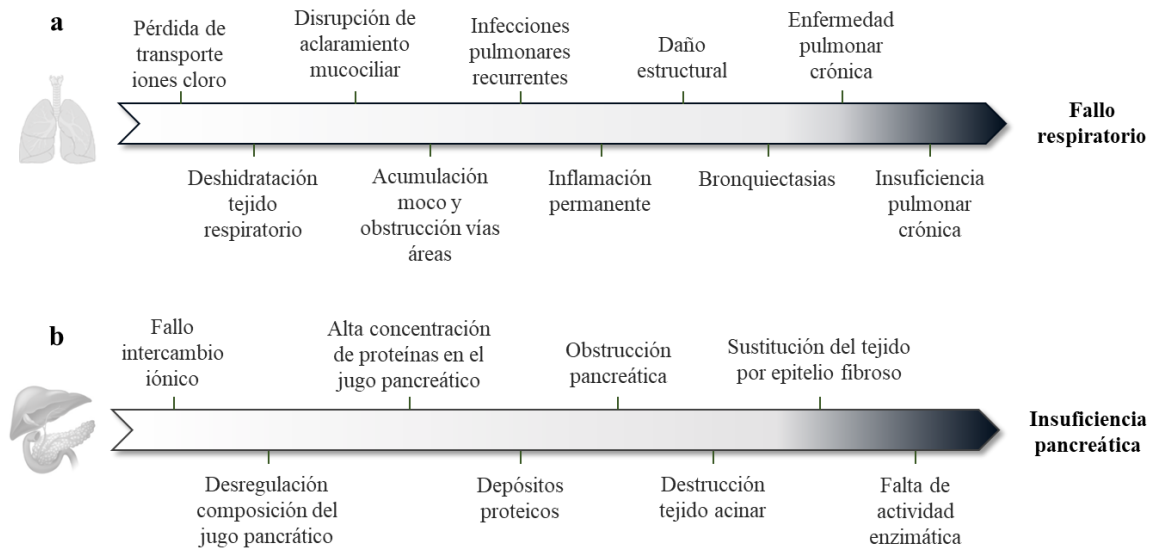 a
Pérdida de
transporte
iones cloro
Disrupción de
aclaramiento
mucociliar
Infecciones
pulmonares
recurrentes
Daño
estructural
Enfermedad
pulmonar
crónica
Fallo
respiratorio
Deshidratación
tejido
respiratorio
Acumulación
moco y
obstrucción vías
áreas
Inflamación
permanente
Bronquiectasias
Insuficiencia
pulmonar
crónica
b
Fallo
intercambio
iónico
Alta concentración
de proteínas en el
jugo pancreático
Obstrucción
pancreática
Sustitución del tejido
por epitelio fibroso
Insuficiencia
pancreática
Desregulación
composición del
jugo pancrático
Depósitos
proteicos
Destrucción
tejido acinar
Falta de
actividad
enzimática